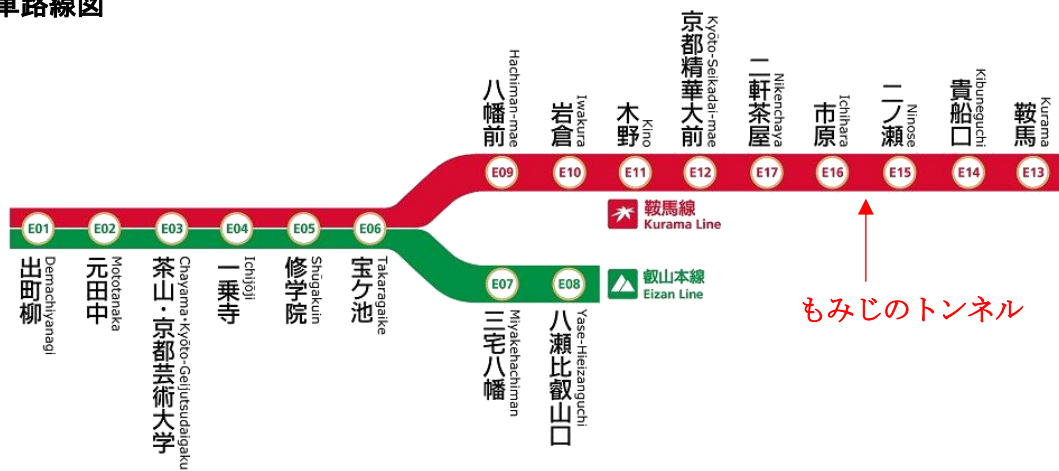 車路線図
八幡前
Hachiman-mae
岩倉
Iwakura
木野
Kino
京都精華大前
Kyōto-Seikadai-mae
二軒茶屋
Nikenchaya
市原
Ichihara
二ノ瀬
Ninose
貴船口
Kibuneguchi
鞍馬
Kurama
E09
E10
E11
E12
E17
E16
E15
E14
E13
鞍馬線
Kurama Line
E01
E02
E03
E04
E05
E06
出町柳
Demachiyanagi
元田中
Mototanaka
茶山・京都芸術大学
Chayama・Kyōto-Geijutsudaigaku
一乗寺
Ichijōji
修学院
Shūgakuin
宝ケ池
Takaragaike
E07
E08
叡山本線
Eizan Line
三宅八幡
Miyakehachiman
八瀬比叡山口
Yase-Hieizanguchi
もみじのトンネル